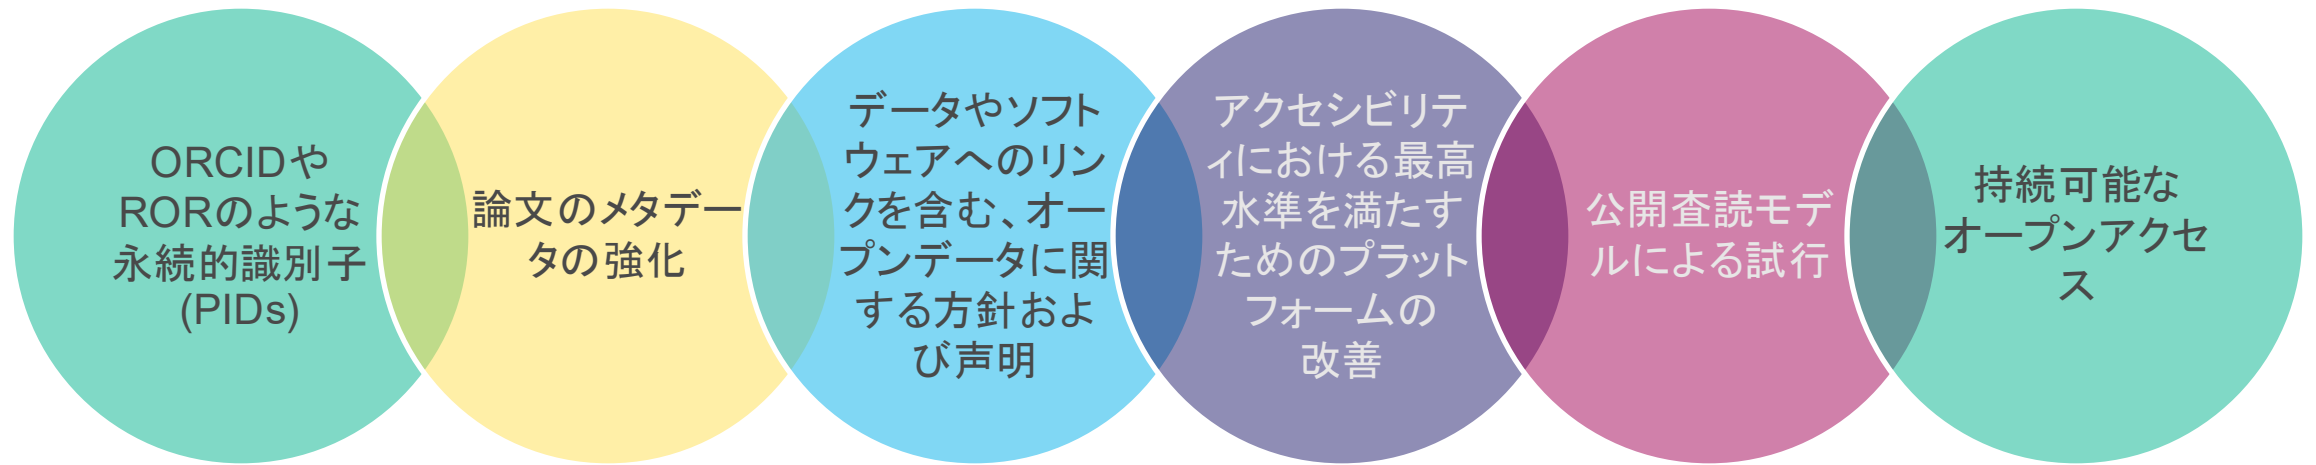 ORCIDや
RORのような
永続的識別子
(PIDs)
論文のメタデー
タの強化
データやソフト
ウェアへのリン
クを含む、オー
プンデータに関
する方針およ
び声明
アクセシビリテ
ィにおける最高
水準を満たす
ためのプラット
フォームの
改善
公開査読モデ
ルによる試行
持続可能な
オープンアクセ
ス